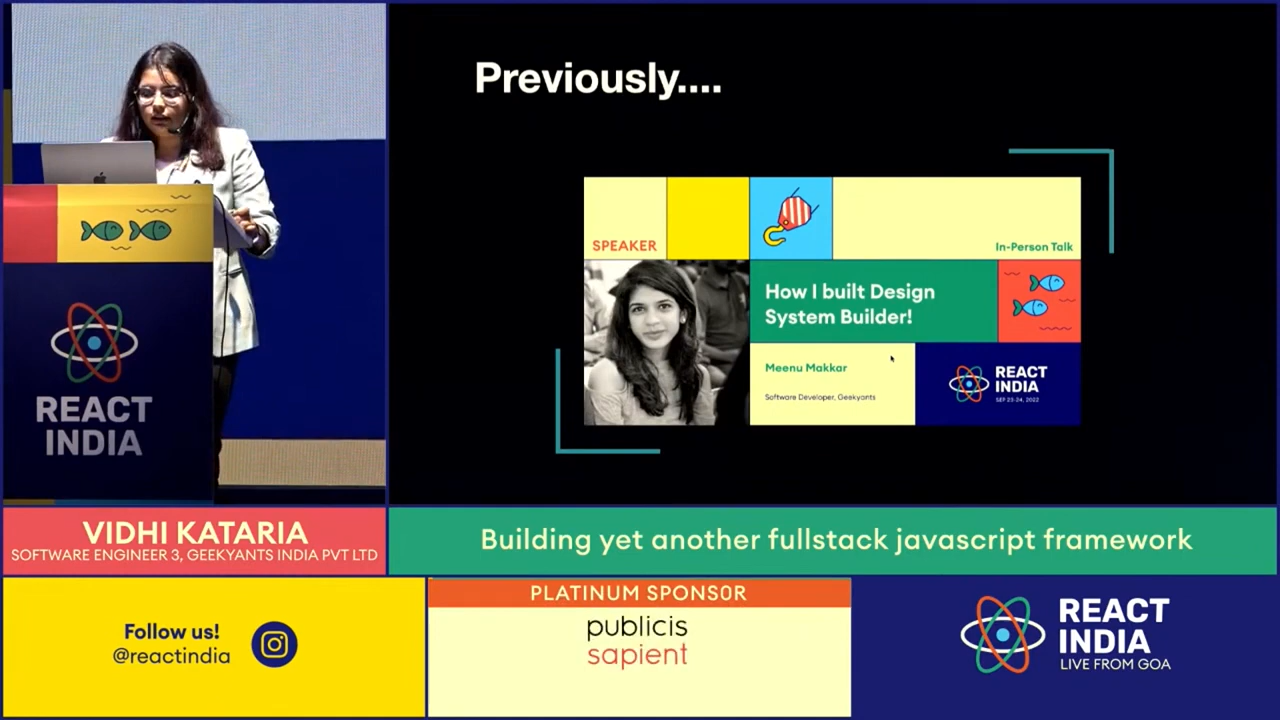 Previously....
SPEAKER
In-Person Talk
How I built Design
System Builder!
Meenu Makkar
Software Developer, Geekyants
REACT
INDIA
SEP 23-24, 2022
REACT
INDIA
VIDHI KATARIA
SOFTWARE ENGINEER 3, GEEKYANTS INDIA PVT LTD
Building yet another fullstack javascript framework
Follow us!
@reactindia
PLATINUM SPONSOR
publicis
sapient
REACT
INDIA
LIVE FROM GOA